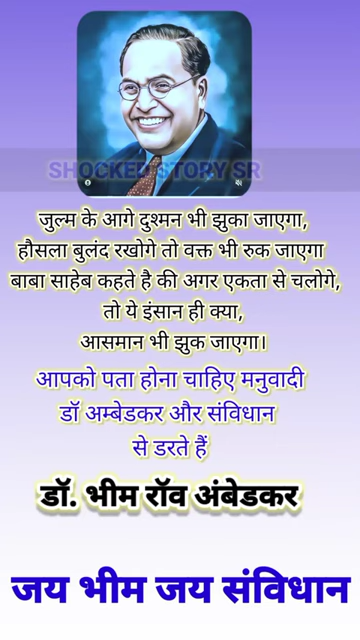 SHOCKED STORY SR
जुल्म के आगे दुश्मन भी झुका जाएगा,
हौसला बुलंद रखोगे तो वक्त भी रुक जाएगा
बाबा साहेब कहते है की अगर एकता से चलोगे,
तो ये इंसान ही क्या,
आसमान भी झुक जाएगा।
आपको पता होना चाहिए मनुवादी
डॉ अम्बेडकर और संविधान
से डरते हैं
डॉ. भीम रॉव अंबेडकर
जय भीम जय संविधान